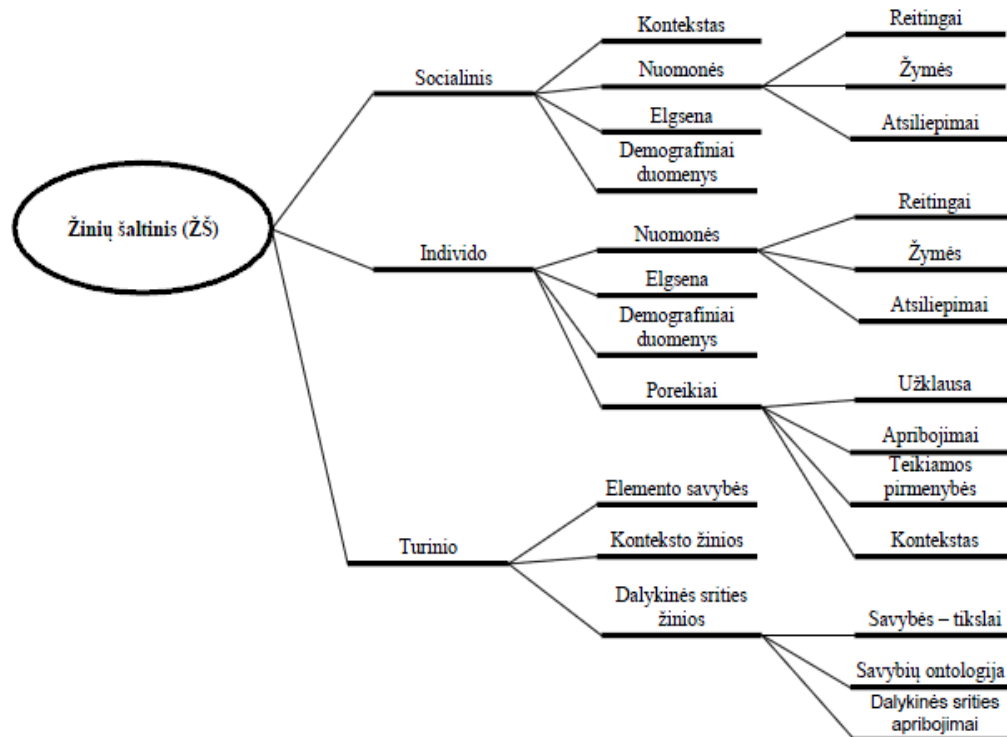 Žinių šaltinis (ŽŠ)
Socialinis
Kontekstas
Nuomonės
Reitingai
Žymės
Atsiliepimai
Elgsena
Demografiniai
duomenys
Individo
Nuomonės
Reitingai
Žymės
Atsiliepimai
Elgsena
Demografiniai
duomenys
Poreikiai
Užklausa
Apribojimai
Teikiamos
pirmenybės
Kontekstas
Turinio
Elemento savybės
Konteksto žinios
Dalykinės srities
žinios
Savybės – tikslai
Savybių ontologija
Dalykinės srities
apribojimai